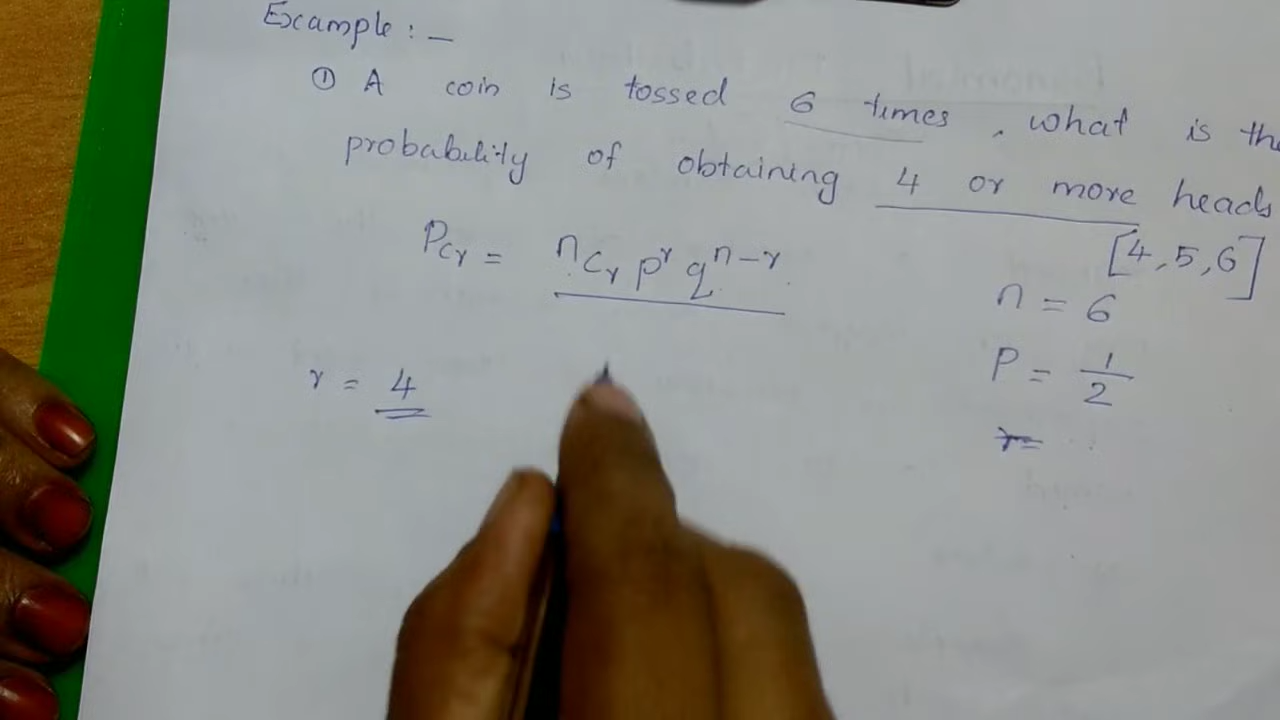 Example : –
① A coin is tossed 6 times, what is the
probability of obtaining 4 or more heads
[4, 5, 6]
Pcr = nCr p^r q^n-r
n = 6
P = 1/2
r = 4
r =